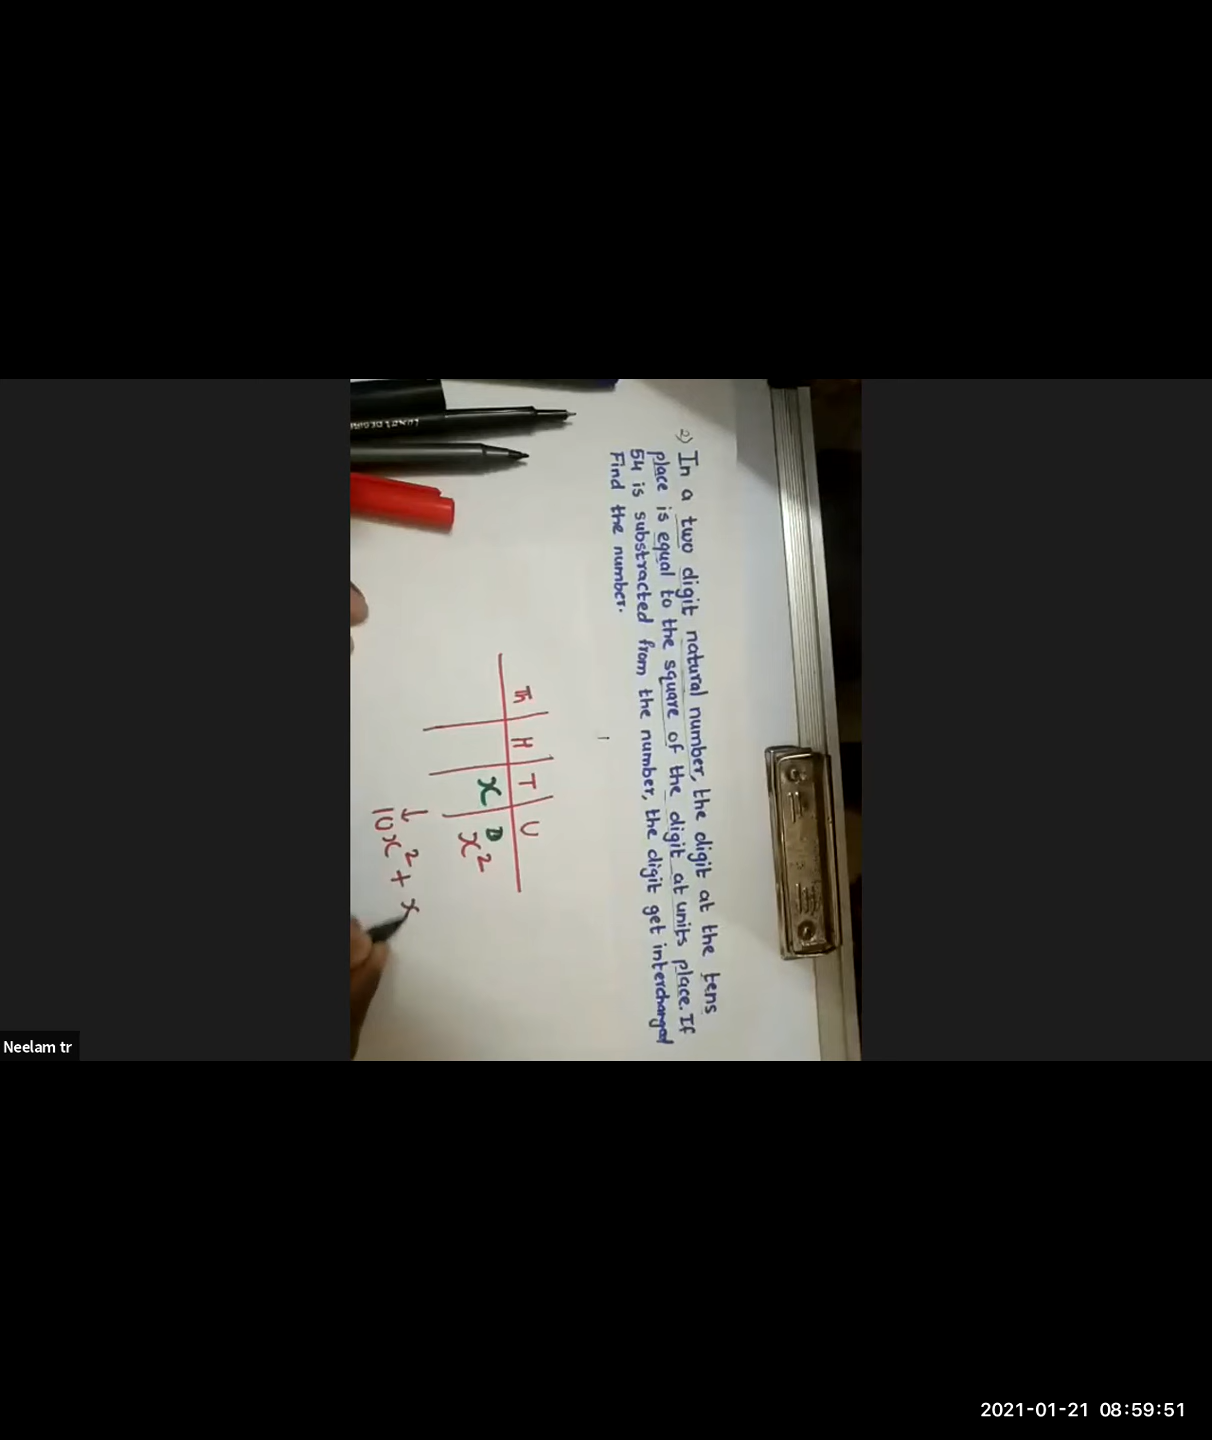 2) In a two digit natural number, the digit at the tens
place is equal to the square of the digit at units place. If
54 is substracted from the number, the digit get interchanged
Find the number.
Th H T U
x x²
10x² + x
Neelam tr
2021-01-21 08:59:51